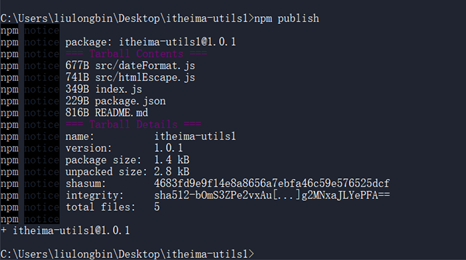 C:\Users\liulongbin\Desktop\itheima-utils1>npm publish
npm notice
npm notice package: itheima-utils1@1.0.1
npm notice === Tarball Contents ===
npm notice 677B src/dateFormat.js
npm notice 741B src/htmlEscape.js
npm notice 349B index.js
npm notice 229B package.json
npm notice 816B README.md
npm notice === Tarball Details ===
npm notice name: itheima-utils1
npm notice version: 1.0.1
npm notice package size: 1.4 kB
npm notice unpacked size: 2.8 kB
npm notice shasum: 4683fd9e9f14e8a8656a7ebfa46c59e576525dcf
npm notice integrity: sha512-bOmS3ZPe2vxAu[...]g2MNxaJLYePFA==
npm notice total files: 5
npm notice
+ itheima-utils1@1.0.1
C:\Users\liulongbin\Desktop\itheima-utils1>